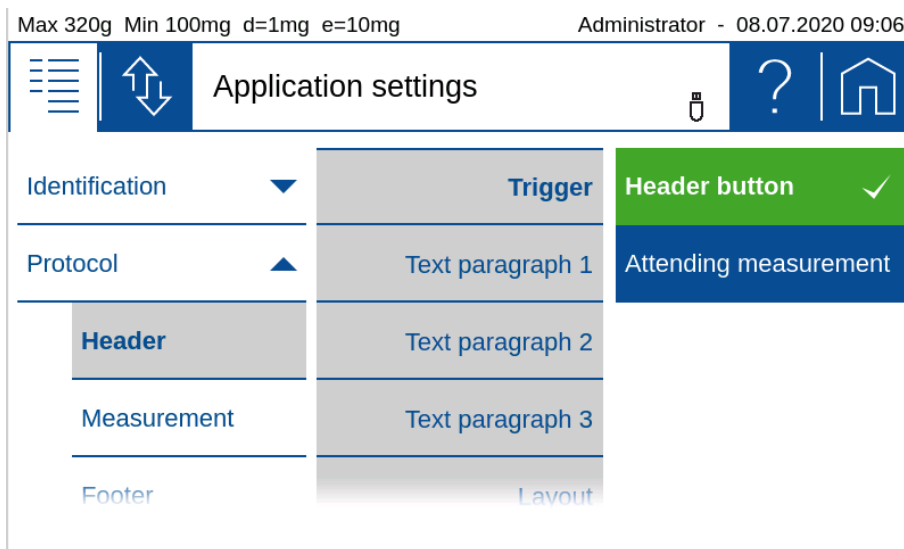 Max 320g Min 100mg d=1mg e=10mg Administrator - 08.07.2020 09:06
Application settings
?
Identification
Trigger
Header button
Protocol
Text paragraph 1
Attending measurement
Header
Text paragraph 2
Measurement
Text paragraph 3
Footer
Layout